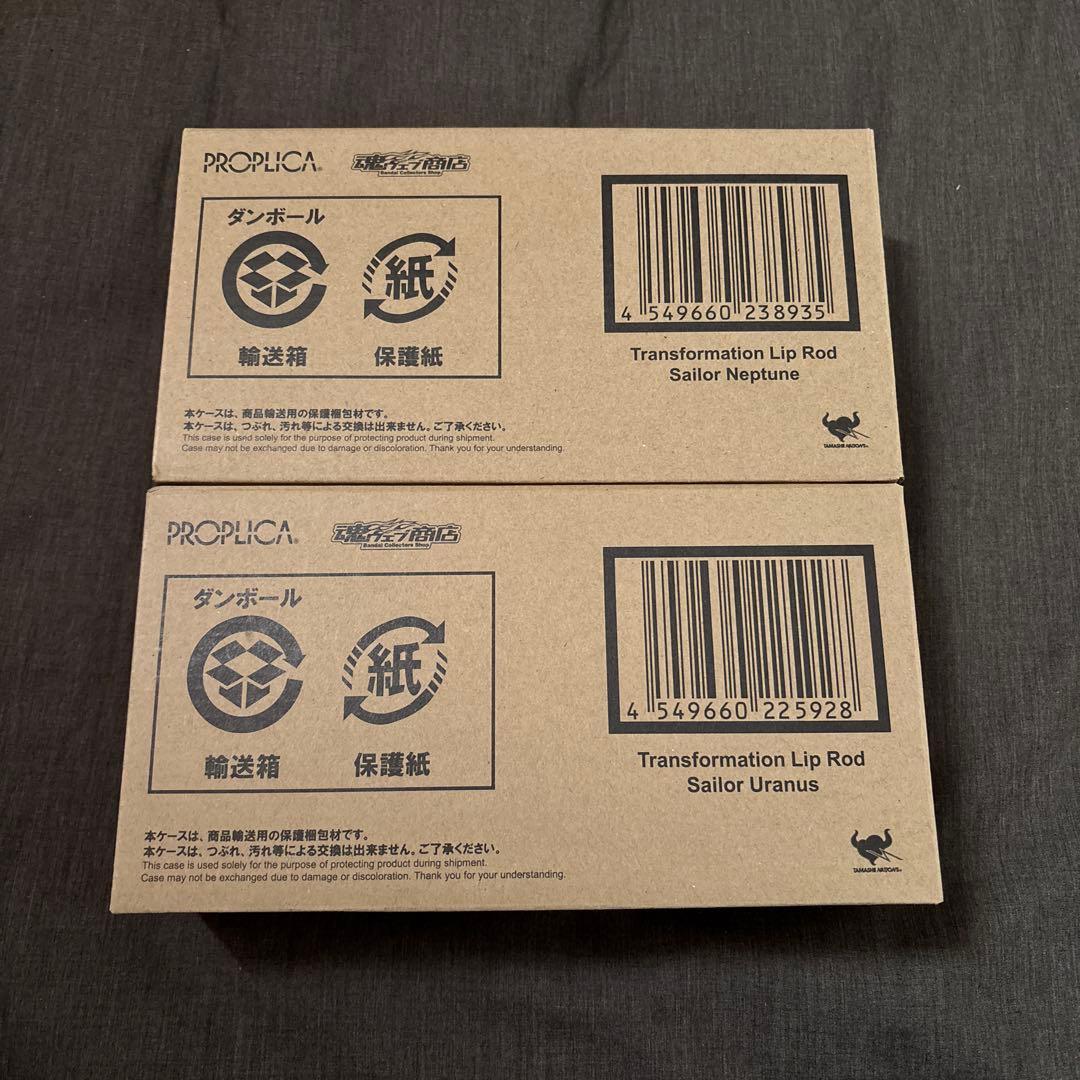 PROPLICA® 魂ウェブ商店
Bandai Collectors Shop
ダンボール
紙
輸送箱 保護紙
4 549660 238935
Transformation Lip Rod
Sailor Neptune
本ケースは、商品輸送用の保護梱包材です。
本ケースは、つぶれ、汚れ等による交換は出来ません。ご了承ください。
This case is used solely for the purpose of protecting product during shipment.
Case may not be exchanged due to damage or discoloration. Thank you for your understanding.
TAMASHII NATIONS
PROPLICA® 魂ウェブ商店
Bandai Collectors Shop
ダンボール
紙
輸送箱 保護紙
4 549660 225928
Transformation Lip Rod
Sailor Uranus
本ケースは、商品輸送用の保護梱包材です。
本ケースは、つぶれ、汚れ等による交換は出来ません。ご了承ください。
This case is used solely for the purpose of protecting product during shipment.
Case may not be exchanged due to damage or discoloration. Thank you for your understanding.
TAMASHII NATIONS